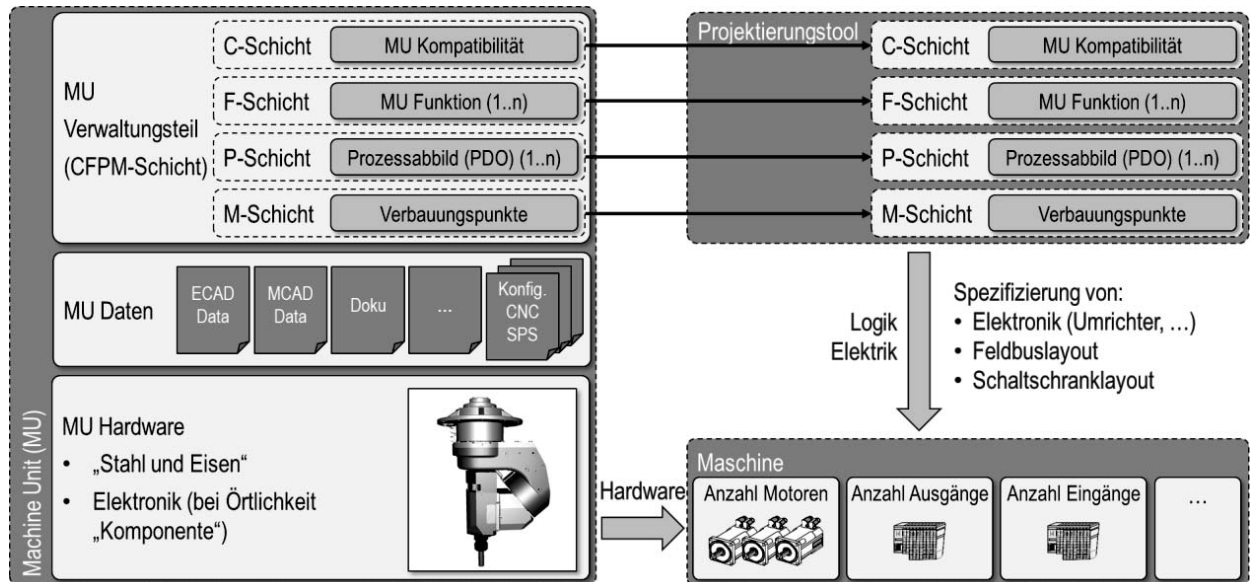 Machine Unit (MU)
MU
Verwaltungsteil
(CFPM-Schicht)
C-Schicht
MU Kompatibilität
F-Schicht
MU Funktion (1..n)
P-Schicht
Prozessabbild (PDO) (1..n)
M-Schicht
Verbauungspunkte
MU Daten
ECAD
Data
MCAD
Data
Doku
...
Konfig.
CNC
SPS
MU Hardware
• „Stahl und Eisen“
• Elektronik (bei Örtlichkeit
„Komponente“)
Projektierungstool
C-Schicht
MU Kompatibilität
F-Schicht
MU Funktion (1..n)
P-Schicht
Prozessabbild (PDO) (1..n)
M-Schicht
Verbauungspunkte
Logik
Elektrik
Spezifizierung von:
• Elektronik (Umrichter, ...)
• Feldbuslayout
• Schaltschranklayout
Hardware
Maschine
Anzahl Motoren
Anzahl Ausgänge
Anzahl Eingänge
...